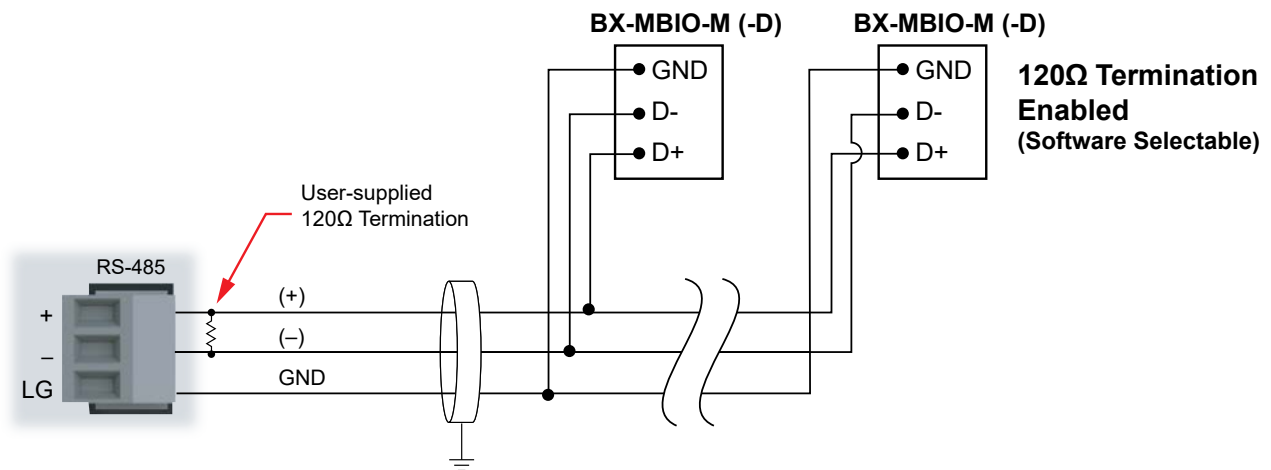 BX-MBIO-M (-D)
BX-MBIO-M (-D)
GND
D-
D+
GND
D-
D+
120Ω Termination
Enabled
(Software Selectable)
User-supplied
120Ω Termination
RS-485
+
–
LG
(+)
(–)
GND